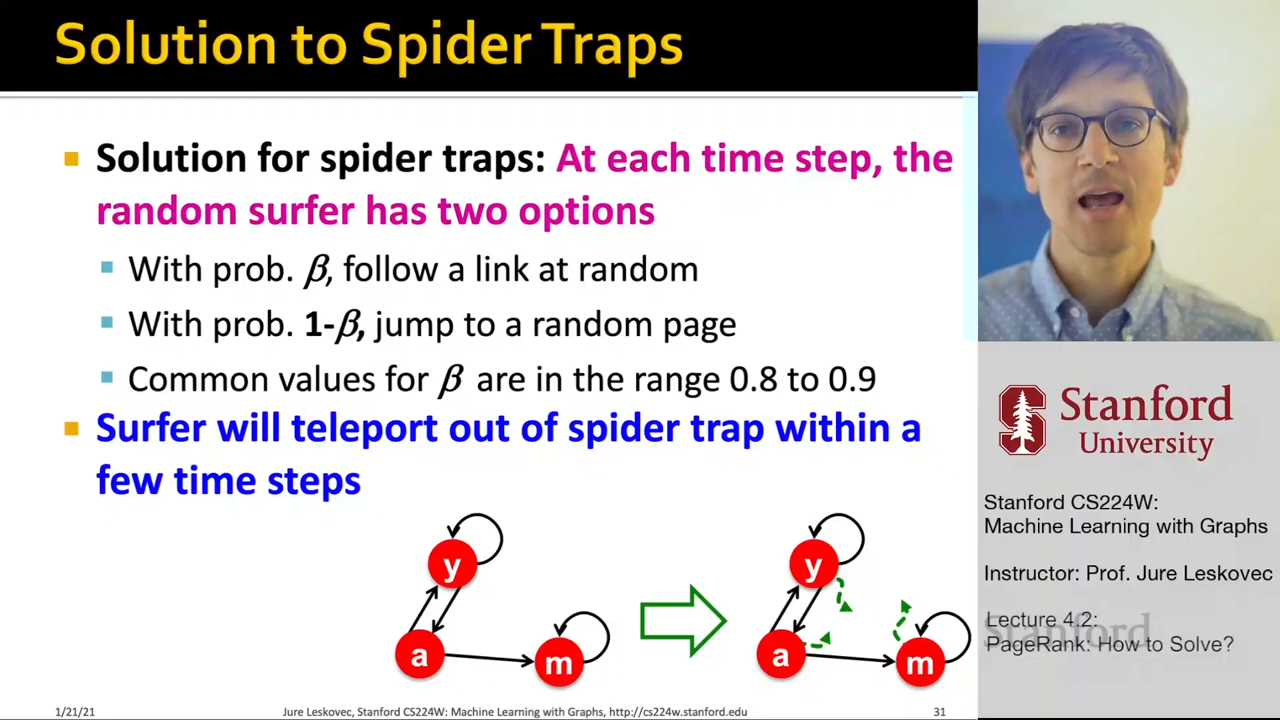 Solution to Spider Traps
Solution for spider traps: At each time step, the
random surfer has two options
With prob. β, follow a link at random
With prob. 1-β, jump to a random page
Common values for β are in the range 0.8 to 0.9
Surfer will teleport out of spider trap within a
few time steps
y
a
m
y
a
m
1/21/21
Jure Leskovec, Stanford CS224W: Machine Learning with Graphs, http://cs224w.stanford.edu
31
Stanford
University
Stanford CS224W:
Machine Learning with Graphs
Instructor: Prof. Jure Leskovec
Lecture 4.2:
PageRank: How to Solve?
Stanford